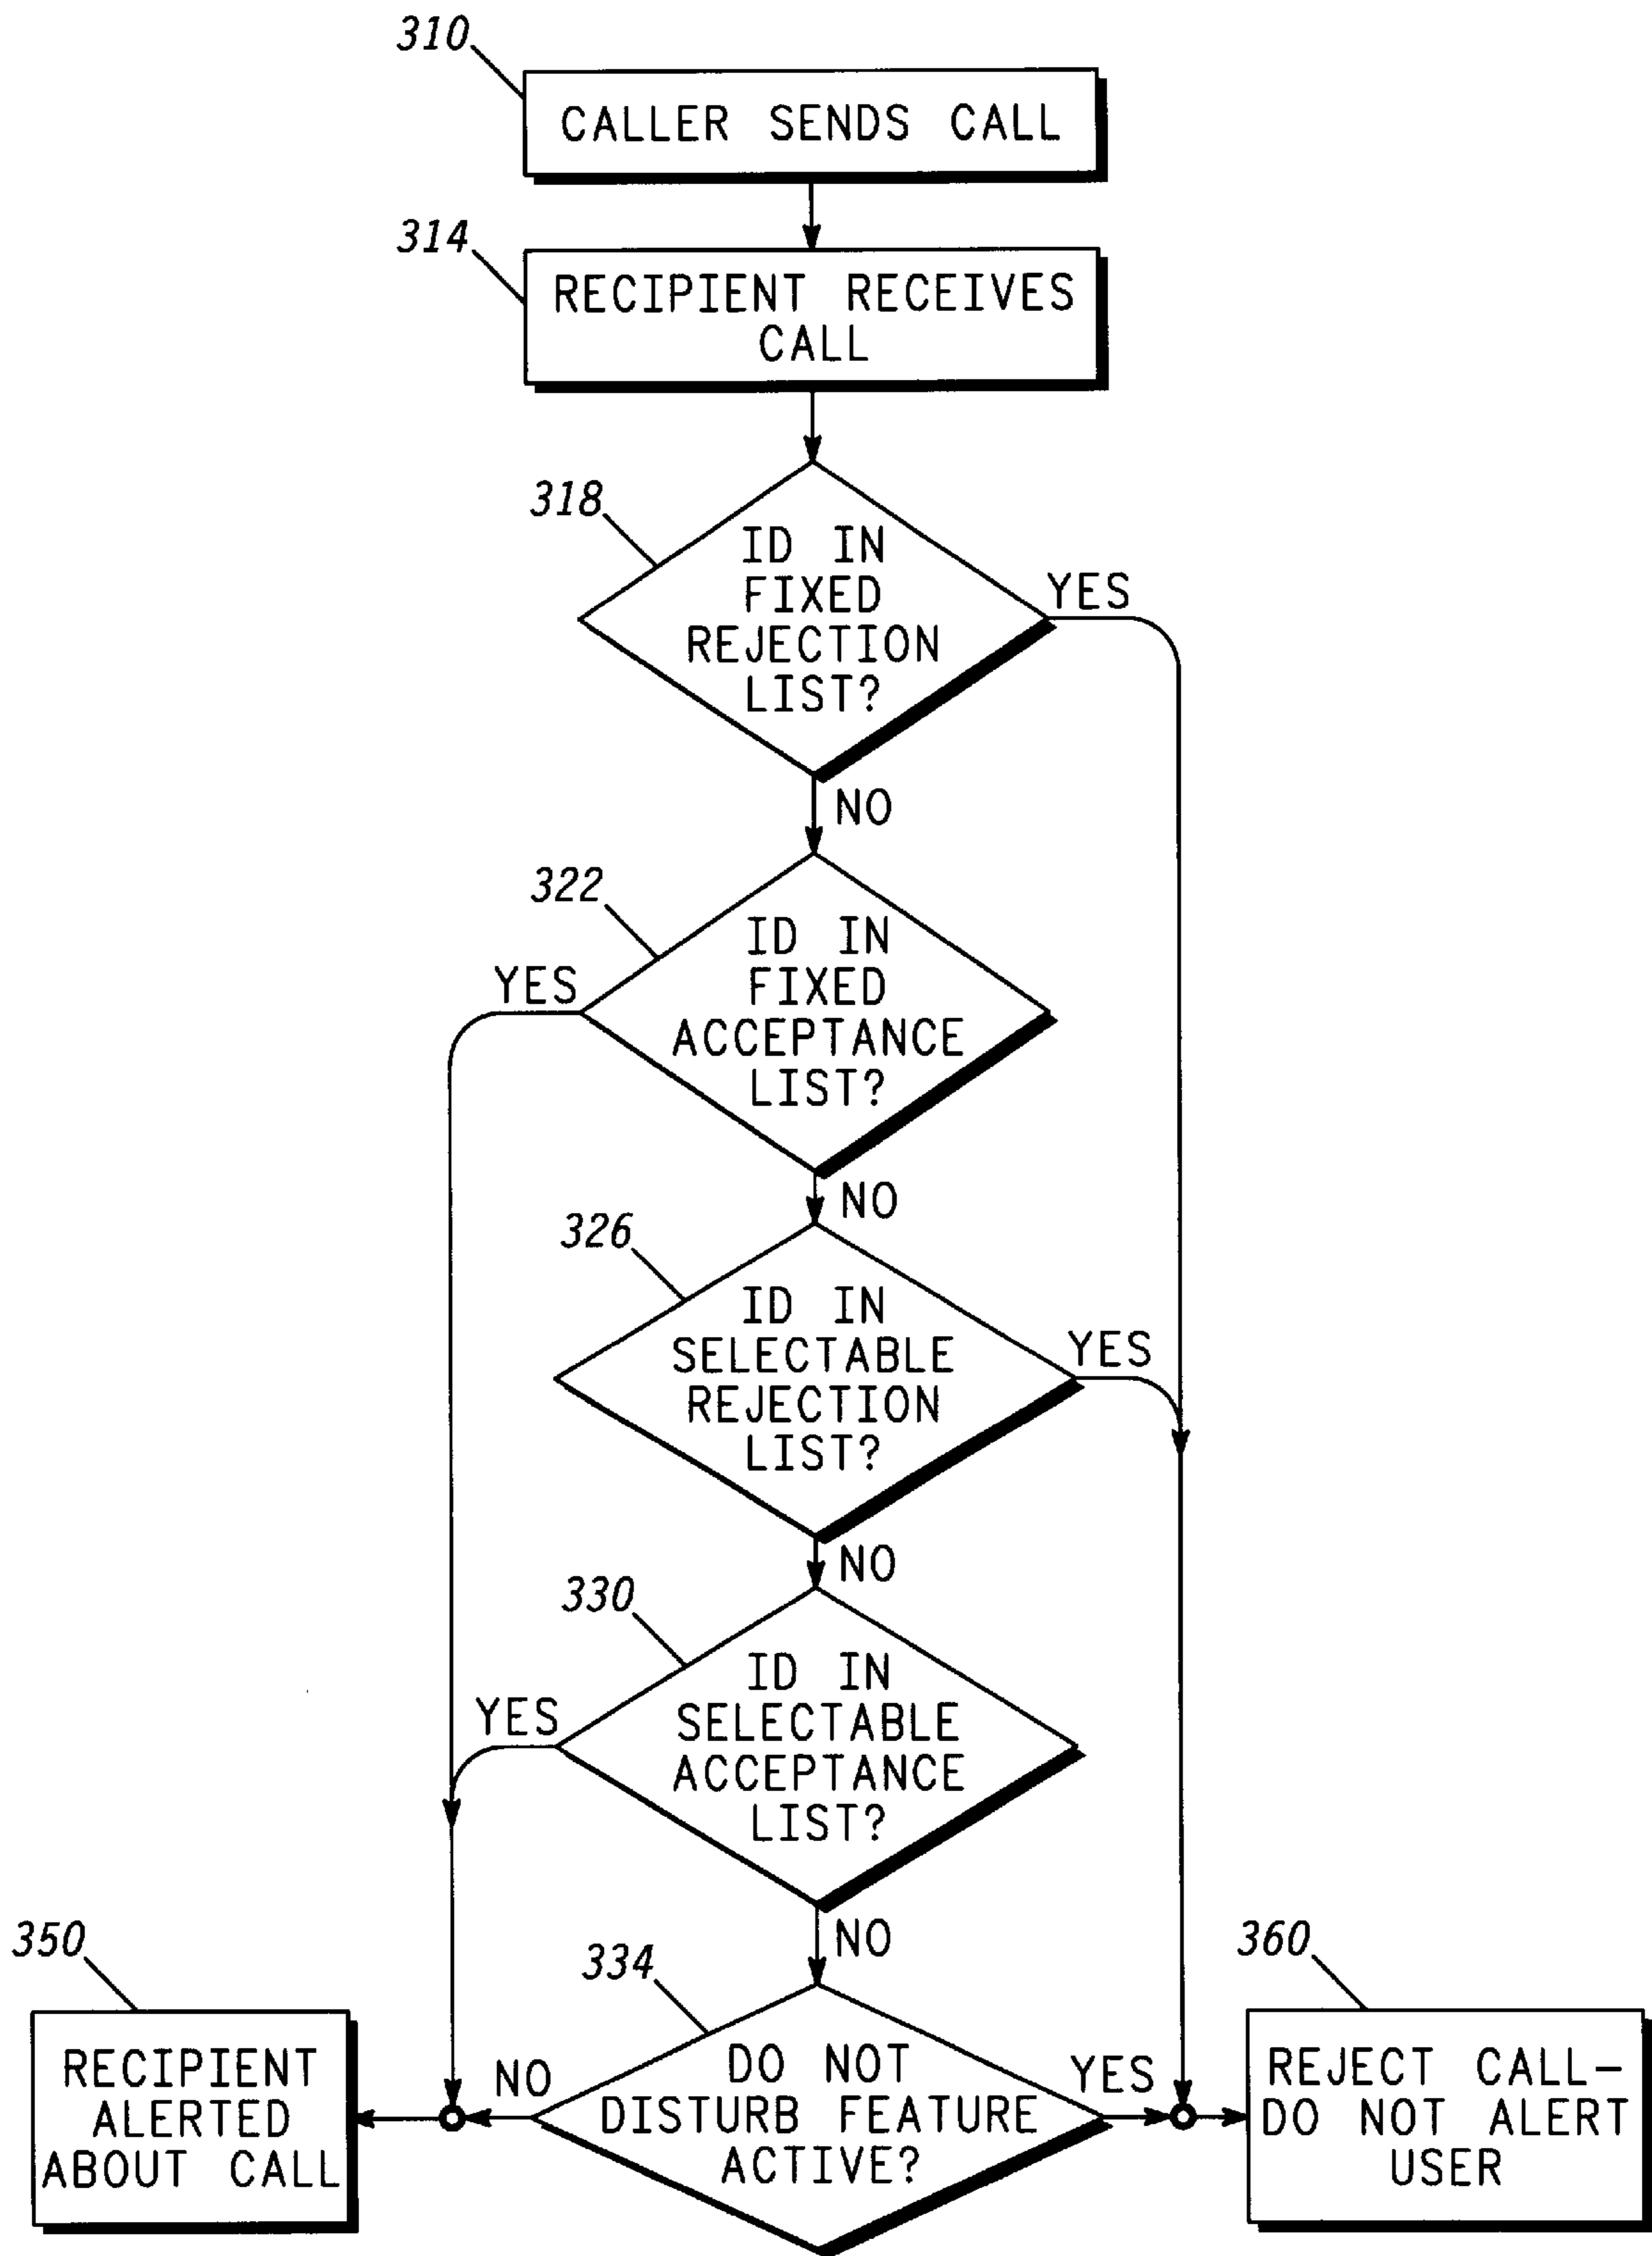 310
CALLER SENDS CALL
314
RECIPIENT RECEIVES
CALL
318
ID IN
FIXED
REJECTION
LIST?
YES
NO
322
ID IN
FIXED
ACCEPTANCE
LIST?
YES
NO
326
ID IN
SELECTABLE
REJECTION
LIST?
YES
NO
330
ID IN
SELECTABLE
ACCEPTANCE
LIST?
YES
NO
350
RECIPIENT
ALERTED
ABOUT CALL
NO
334
DO NOT
DISTURB FEATURE
ACTIVE?
YES
360
REJECT CALL-
DO NOT ALERT
USER